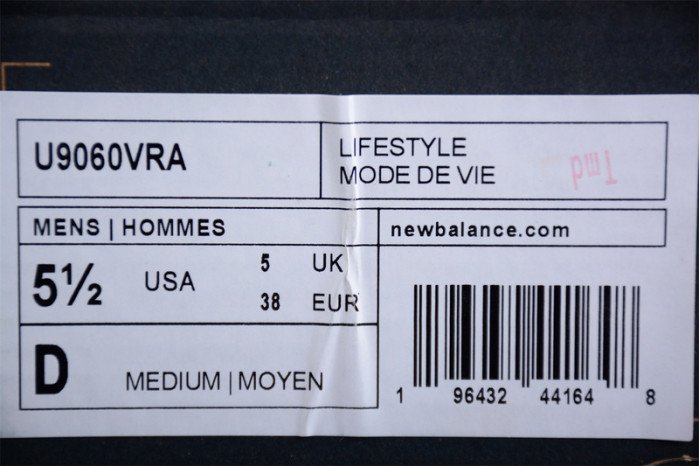 U9060VRA
LIFESTYLE
MODE DE VIE
MENS | HOMMES
newbalance.com
5½ USA
5 UK
38 EUR
D MEDIUM | MOYEN
1 96432 44164 8